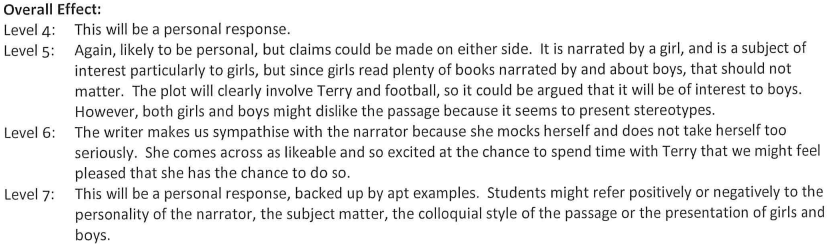 Overall Effect:
Level 4: This will be a personal response.
Level 5: Again, likely to be personal, but claims could be made on either side. It is narrated by a girl, and is a subject of
interest particularly to girls, but since girls read plenty of books narrated by and about boys, that should not
matter. The plot will clearly involve Terry and football, so it could be argued that it will be of interest to boys.
However, both girls and boys might dislike the passage because it seems to present stereotypes.
Level 6: The writer makes us sympathise with the narrator because she mocks herself and does not take herself too
seriously. She comes across as likeable and so excited at the chance to spend time with Terry that we might feel
pleased that she has the chance to do so.
Level 7: This will be a personal response, backed up by apt examples. Students might refer positively or negatively to the
personality of the narrator, the subject matter, the colloquial style of the passage or the presentation of girls and
boys.